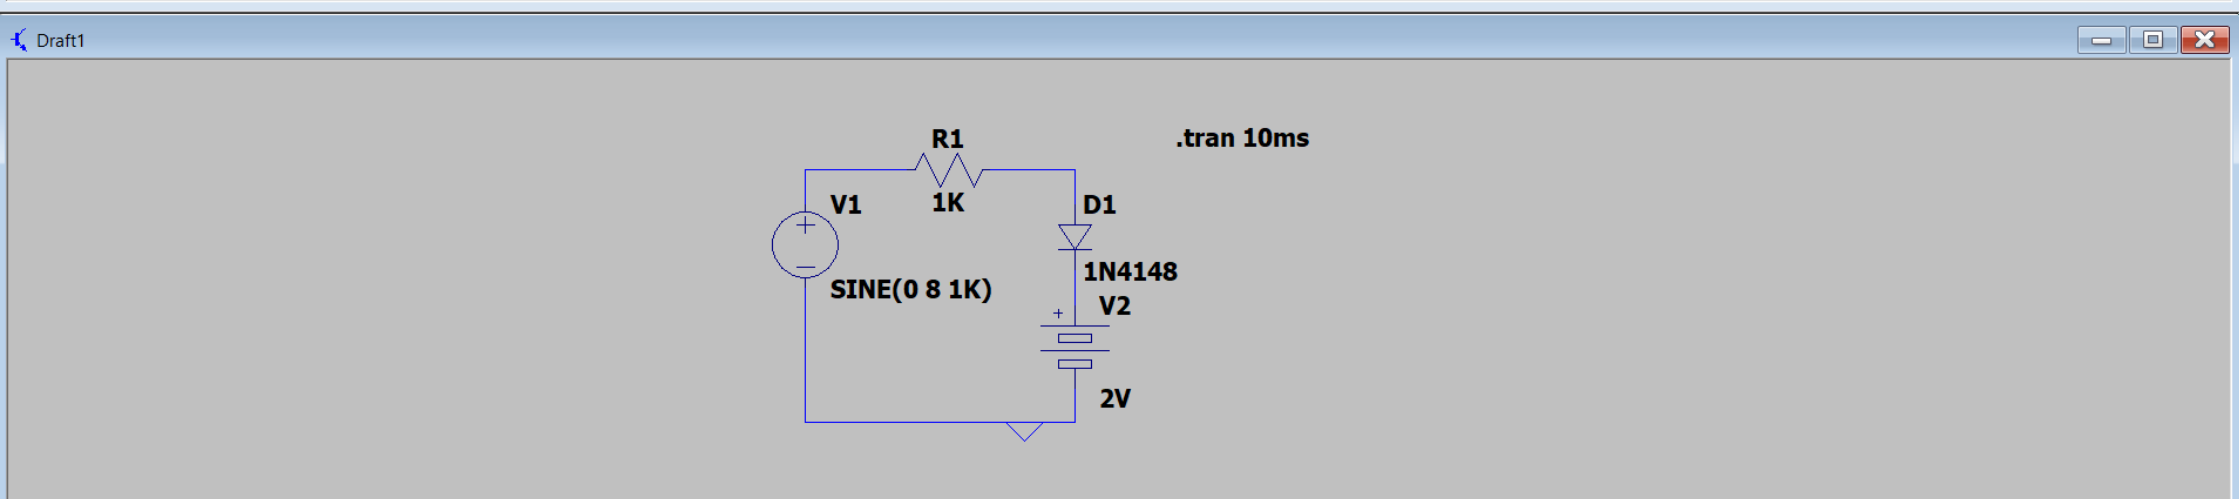 Draft1
R1
.tran 10ms
V1
1K
D1
SINE(0 8 1K)
1N4148
V2
+
2V